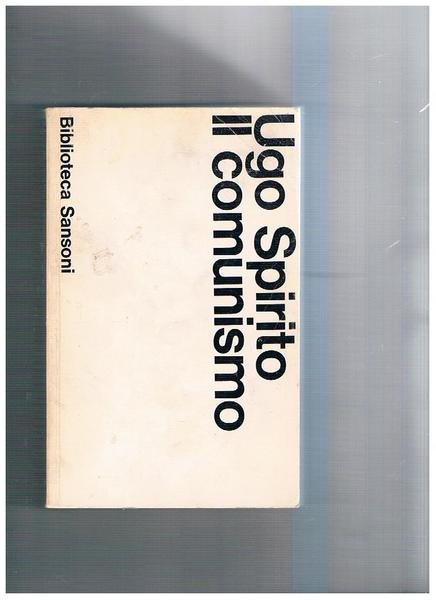 Ugo Spirito
Il comunismo
Biblioteca Sansoni